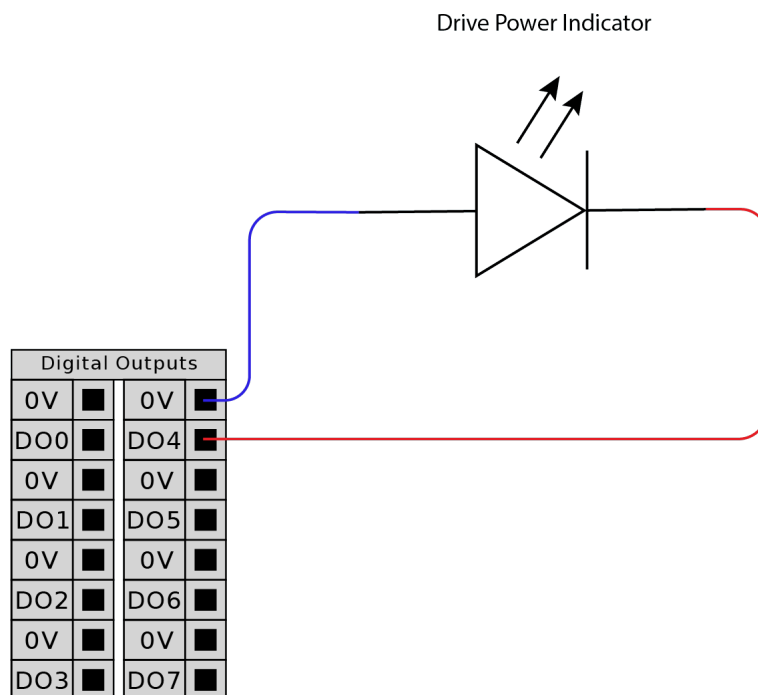 Drive Power Indicator
Digital Outputs
0V 0V
DO0 DO4
0V 0V
DO1 DO5
0V 0V
DO2 DO6
0V 0V
DO3 DO7